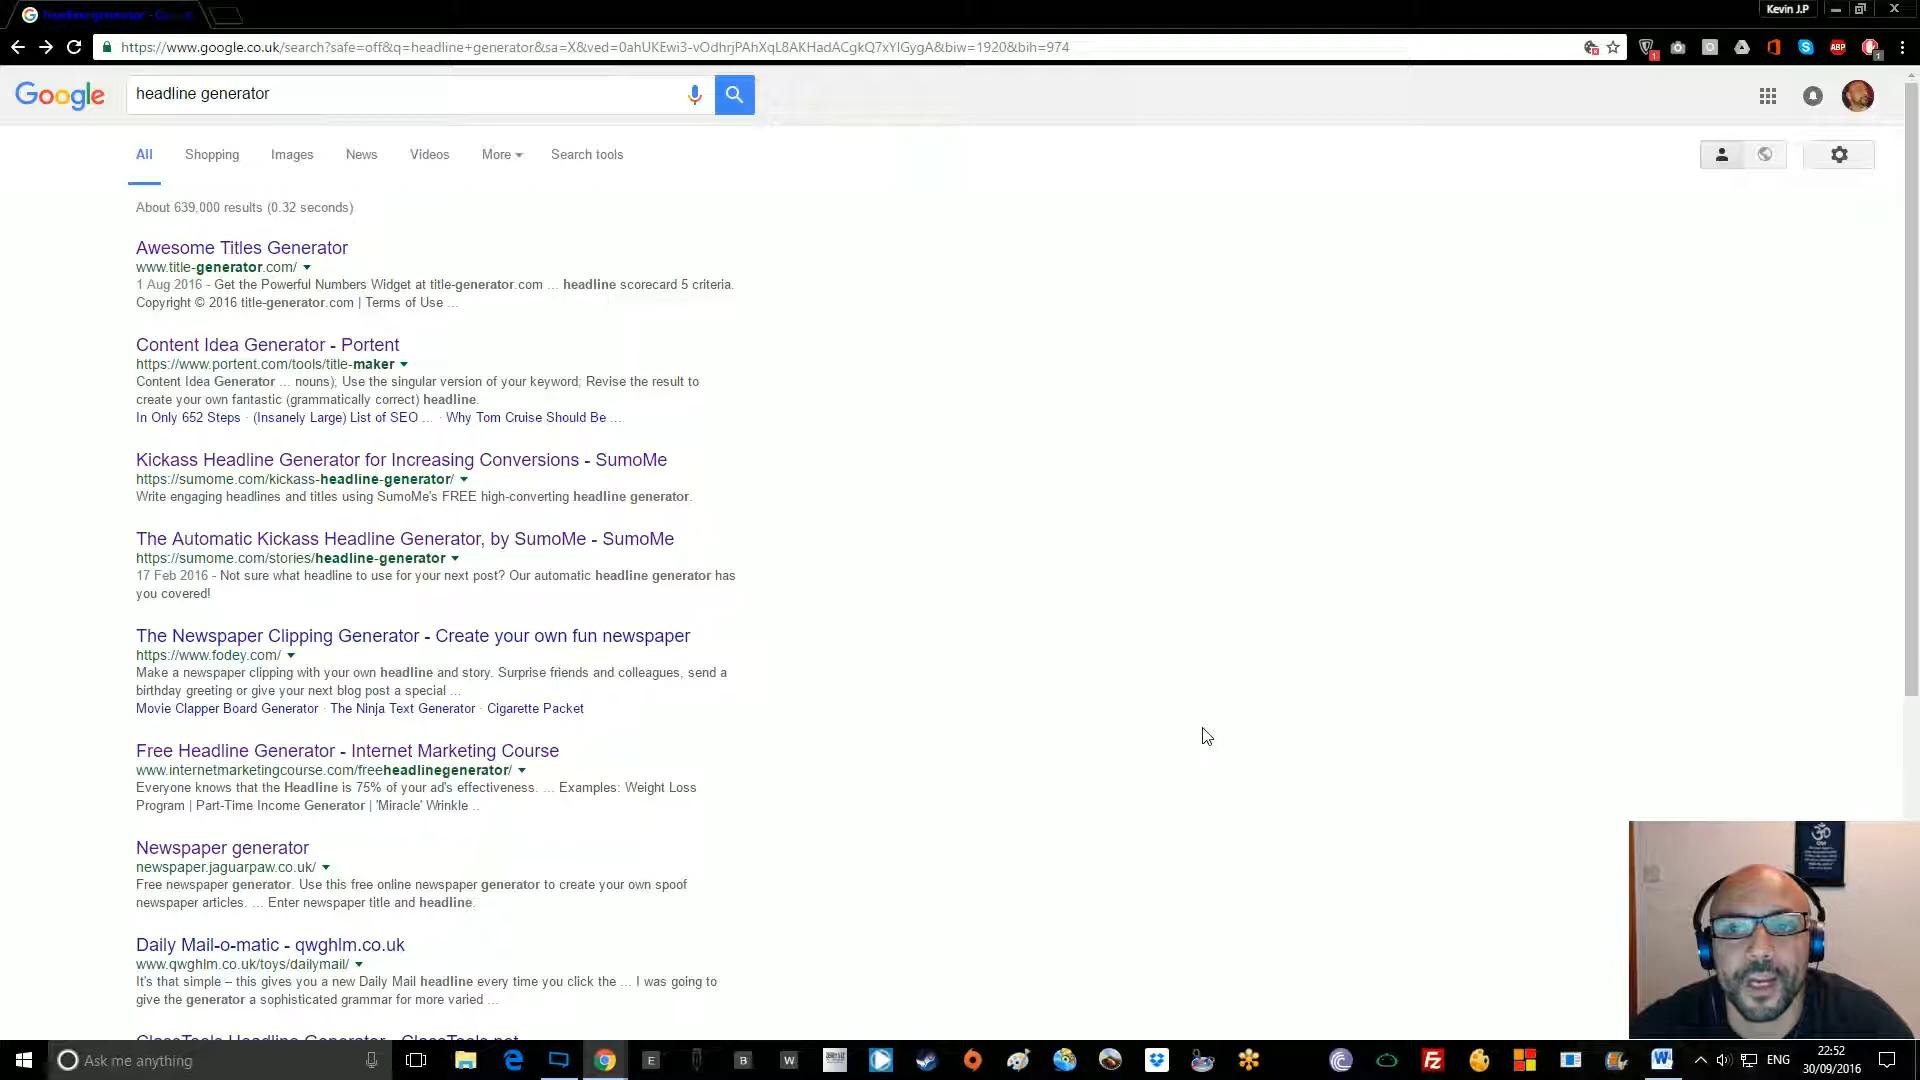 "headline generator" - Go
Kevin J.P
https://www.google.co.uk/search?safe=off&q=headline+generator&sa=X&ved=0ahUKEwi3-vOdhrjPAhXqL8AKHadACgkQ7xYIGygA&biw=1920&bih=974
Google
headline generator
All Shopping Images News Videos More Search tools
About 639,000 results (0.32 seconds)
Awesome Titles Generator
www.title-generator.com/
1 Aug 2016 - Get the Powerful Numbers Widget at title-generator.com ... headline scorecard 5 criteria.
Copyright © 2016 title-generator.com | Terms of Use ...
Content Idea Generator - Portent
https://www.portent.com/tools/title-maker
Content Idea Generator ... nouns); Use the singular version of your keyword; Revise the result to
create your own fantastic (grammatically correct) headline.
In Only 652 Steps · (Insanely Large) List of SEO ... · Why Tom Cruise Should Be ...
Kickass Headline Generator for Increasing Conversions - SumoMe
https://sumome.com/kickass-headline-generator/
Write engaging headlines and titles using SumoMe's FREE high-converting headline generator.
The Automatic Kickass Headline Generator, by SumoMe - SumoMe
https://sumome.com/stories/headline-generator
17 Feb 2016 - Not sure what headline to use for your next post? Our automatic headline generator has
you covered!
The Newspaper Clipping Generator - Create your own fun newspaper
https://www.fodey.com/
Make a newspaper clipping with your own headline and story. Surprise friends and colleagues, send a
birthday greeting or give your next blog post a special ...
Movie Clapper Board Generator · The Ninja Text Generator · Cigarette Packet
Free Headline Generator - Internet Marketing Course
www.internetmarketingcourse.com/freeheadlinegenerator/
Everyone knows that the Headline is 75% of your ad's effectiveness. ... Examples: Weight Loss
Program | Part-Time Income Generator | 'Miracle' Wrinkle ..
Newspaper generator
newspaper.jaguarpaw.co.uk/
Free newspaper generator. Use this free online newspaper generator to create your own spoof
newspaper articles. ... Enter newspaper title and headline.
Daily Mail-o-matic - qwghlm.co.uk
www.qwghlm.co.uk/toys/dailymail/
It's that simple – this gives you a new Daily Mail headline every time you click the ... I was going to
give the generator a sophisticated grammar for more varied ...
ClassTools Headline Generator - ClassTools.net
Ask me anything
ENG
22:52
30/09/2016